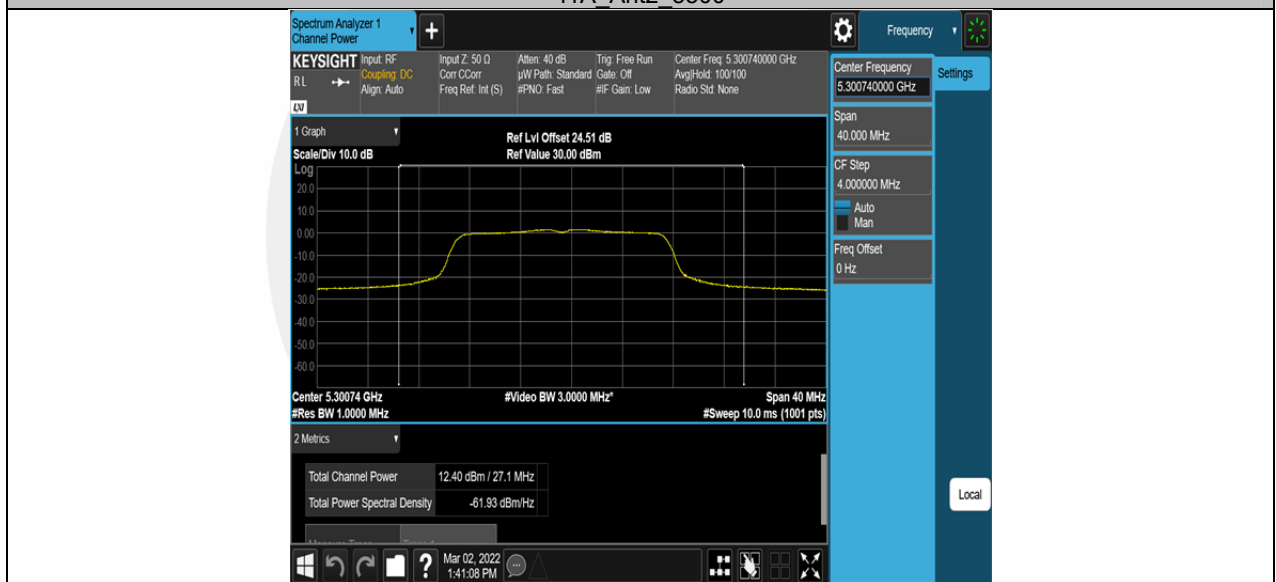 Spectrum Analyzer 1
Channel Power
+
Frequency
KEYSIGHT Input: RF
RL
Coupling: DC
Align: Auto
LXI
Input Z: 50 Ω
Corr CCorr
Freq Ref: Int (S)
Atten: 40 dB
µW Path: Standard
#PNO: Fast
Trig: Free Run
Gate: Off
#IF Gain: Low
Center Freq: 5.300740000 GHz
Avg|Hold: 100/100
Radio Std: None
Center Frequency
5.300740000 GHz
Settings
Span
40.000 MHz
CF Step
4.000000 MHz
Auto
Man
Freq Offset
0 Hz
Local
1 Graph
Scale/Div 10.0 dB
Ref Lvl Offset 24.51 dB
Ref Value 30.00 dBm
Log
20.0
10.0
0.00
-10.0
-20.0
-30.0
-40.0
-50.0
-60.0
Center 5.30074 GHz
#Video BW 3.0000 MHz*
Span 40 MHz
#Res BW 1.0000 MHz
#Sweep 10.0 ms (1001 pts)
2 Metrics
Total Channel Power 12.40 dBm / 27.1 MHz
Total Power Spectral Density -61.93 dBm/Hz
?
Mar 02, 2022
1:41:08 PM